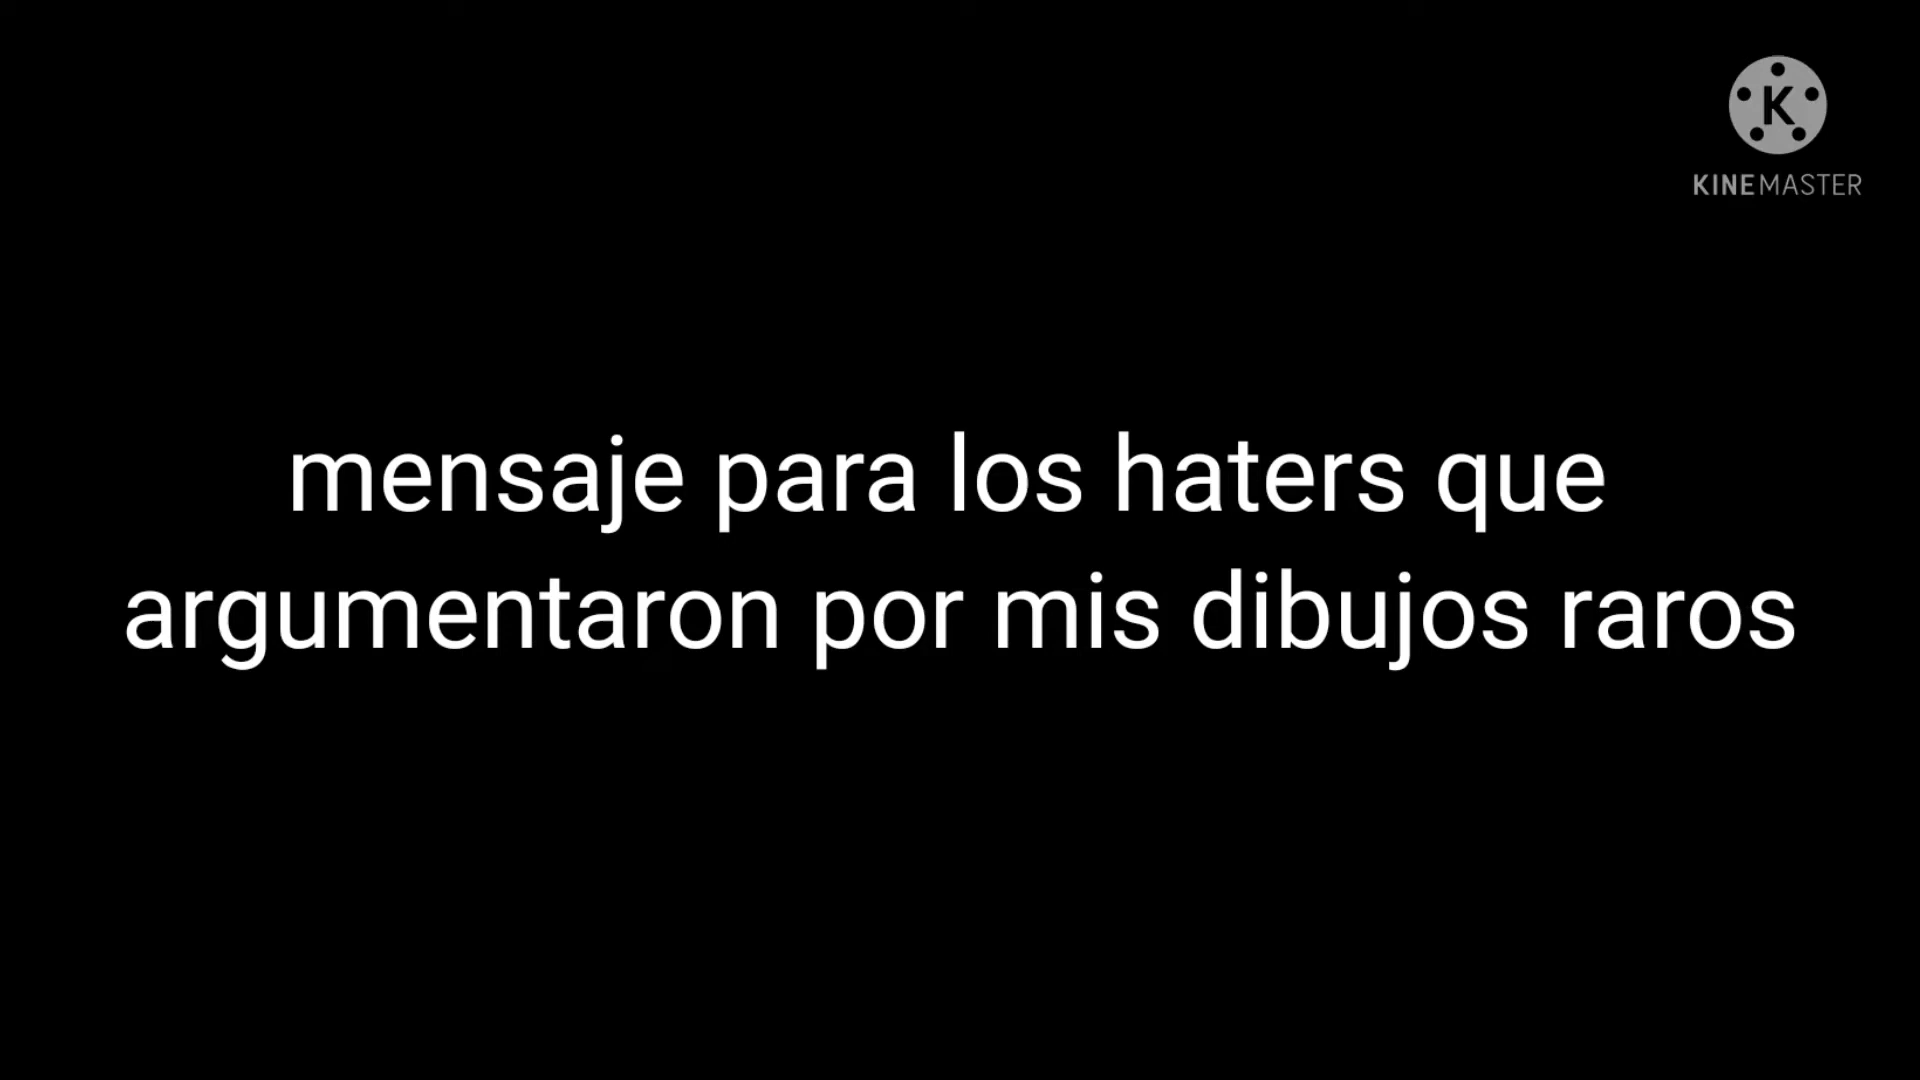 K
KINEMASTER
mensaje para los haters que
argumentaron por mis dibujos raros